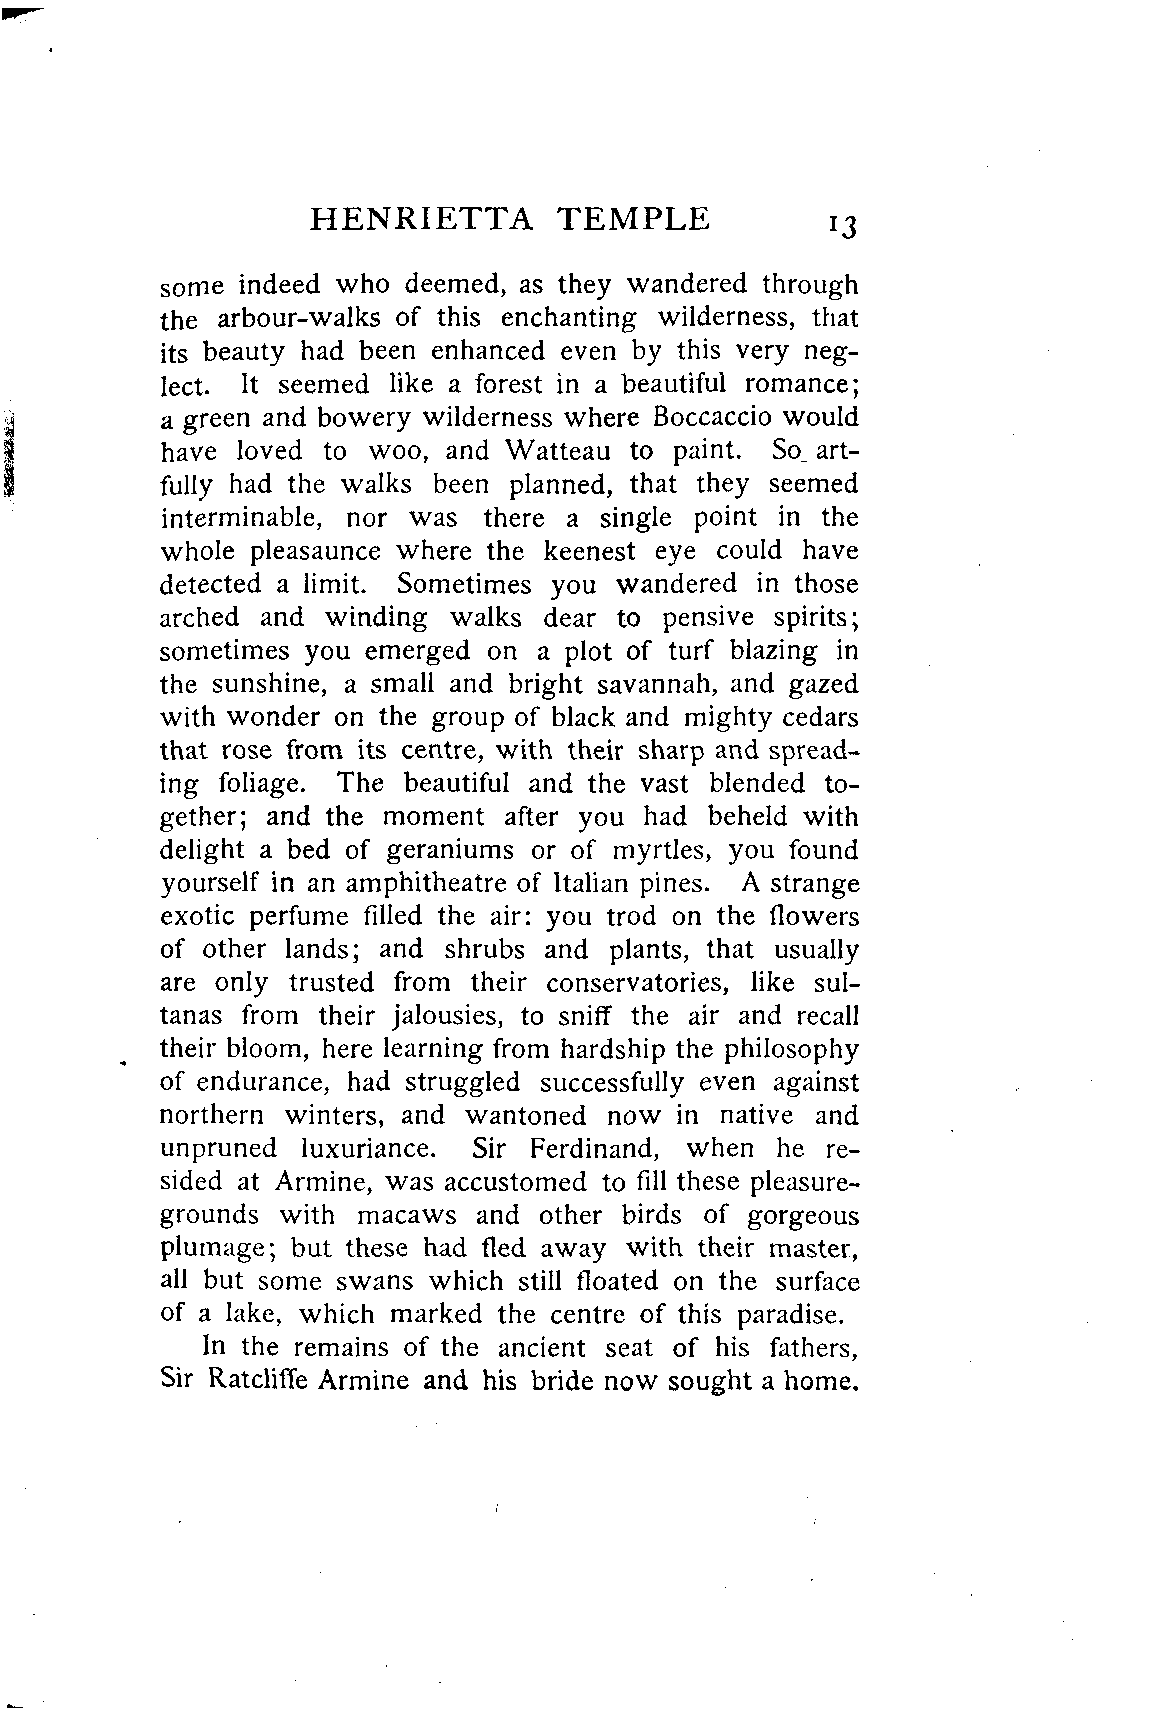 HENRIETTA TEMPLE 13
some indeed who deemed, as they wandered through
the arbour-walks of this enchanting wilderness, that
its beauty had been enhanced even by this very neg-
lect. It seemed like a forest in a beautiful romance;
a green and bowery wilderness where Boccaccio would
have loved to woo, and Watteau to paint. So art-
fully had the walks been planned, that they seemed
interminable, nor was there a single point in the
whole pleasaunce where the keenest eye could have
detected a limit. Sometimes you wandered in those
arched and winding walks dear to pensive spirits;
sometimes you emerged on a plot of turf blazing in
the sunshine, a small and bright savannah, and gazed
with wonder on the group of black and mighty cedars
that rose from its centre, with their sharp and spread-
ing foliage. The beautiful and the vast blended to-
gether; and the moment after you had beheld with
delight a bed of geraniums or of myrtles, you found
yourself in an amphitheatre of Italian pines. A strange
exotic perfume filled the air: you trod on the flowers
of other lands; and shrubs and plants, that usually
are only trusted from their conservatories, like sul-
tanas from their jalousies, to sniff the air and recall
their bloom, here learning from hardship the philosophy
of endurance, had struggled successfully even against
northern winters, and wantoned now in native and
unpruned luxuriance. Sir Ferdinand, when he re-
sided at Armine, was accustomed to fill these pleasure-
grounds with macaws and other birds of gorgeous
plumage; but these had fled away with their master,
all but some swans which still floated on the surface
of a lake, which marked the centre of this paradise.
In the remains of the ancient seat of his fathers,
Sir Ratcliffe Armine and his bride now sought a home.